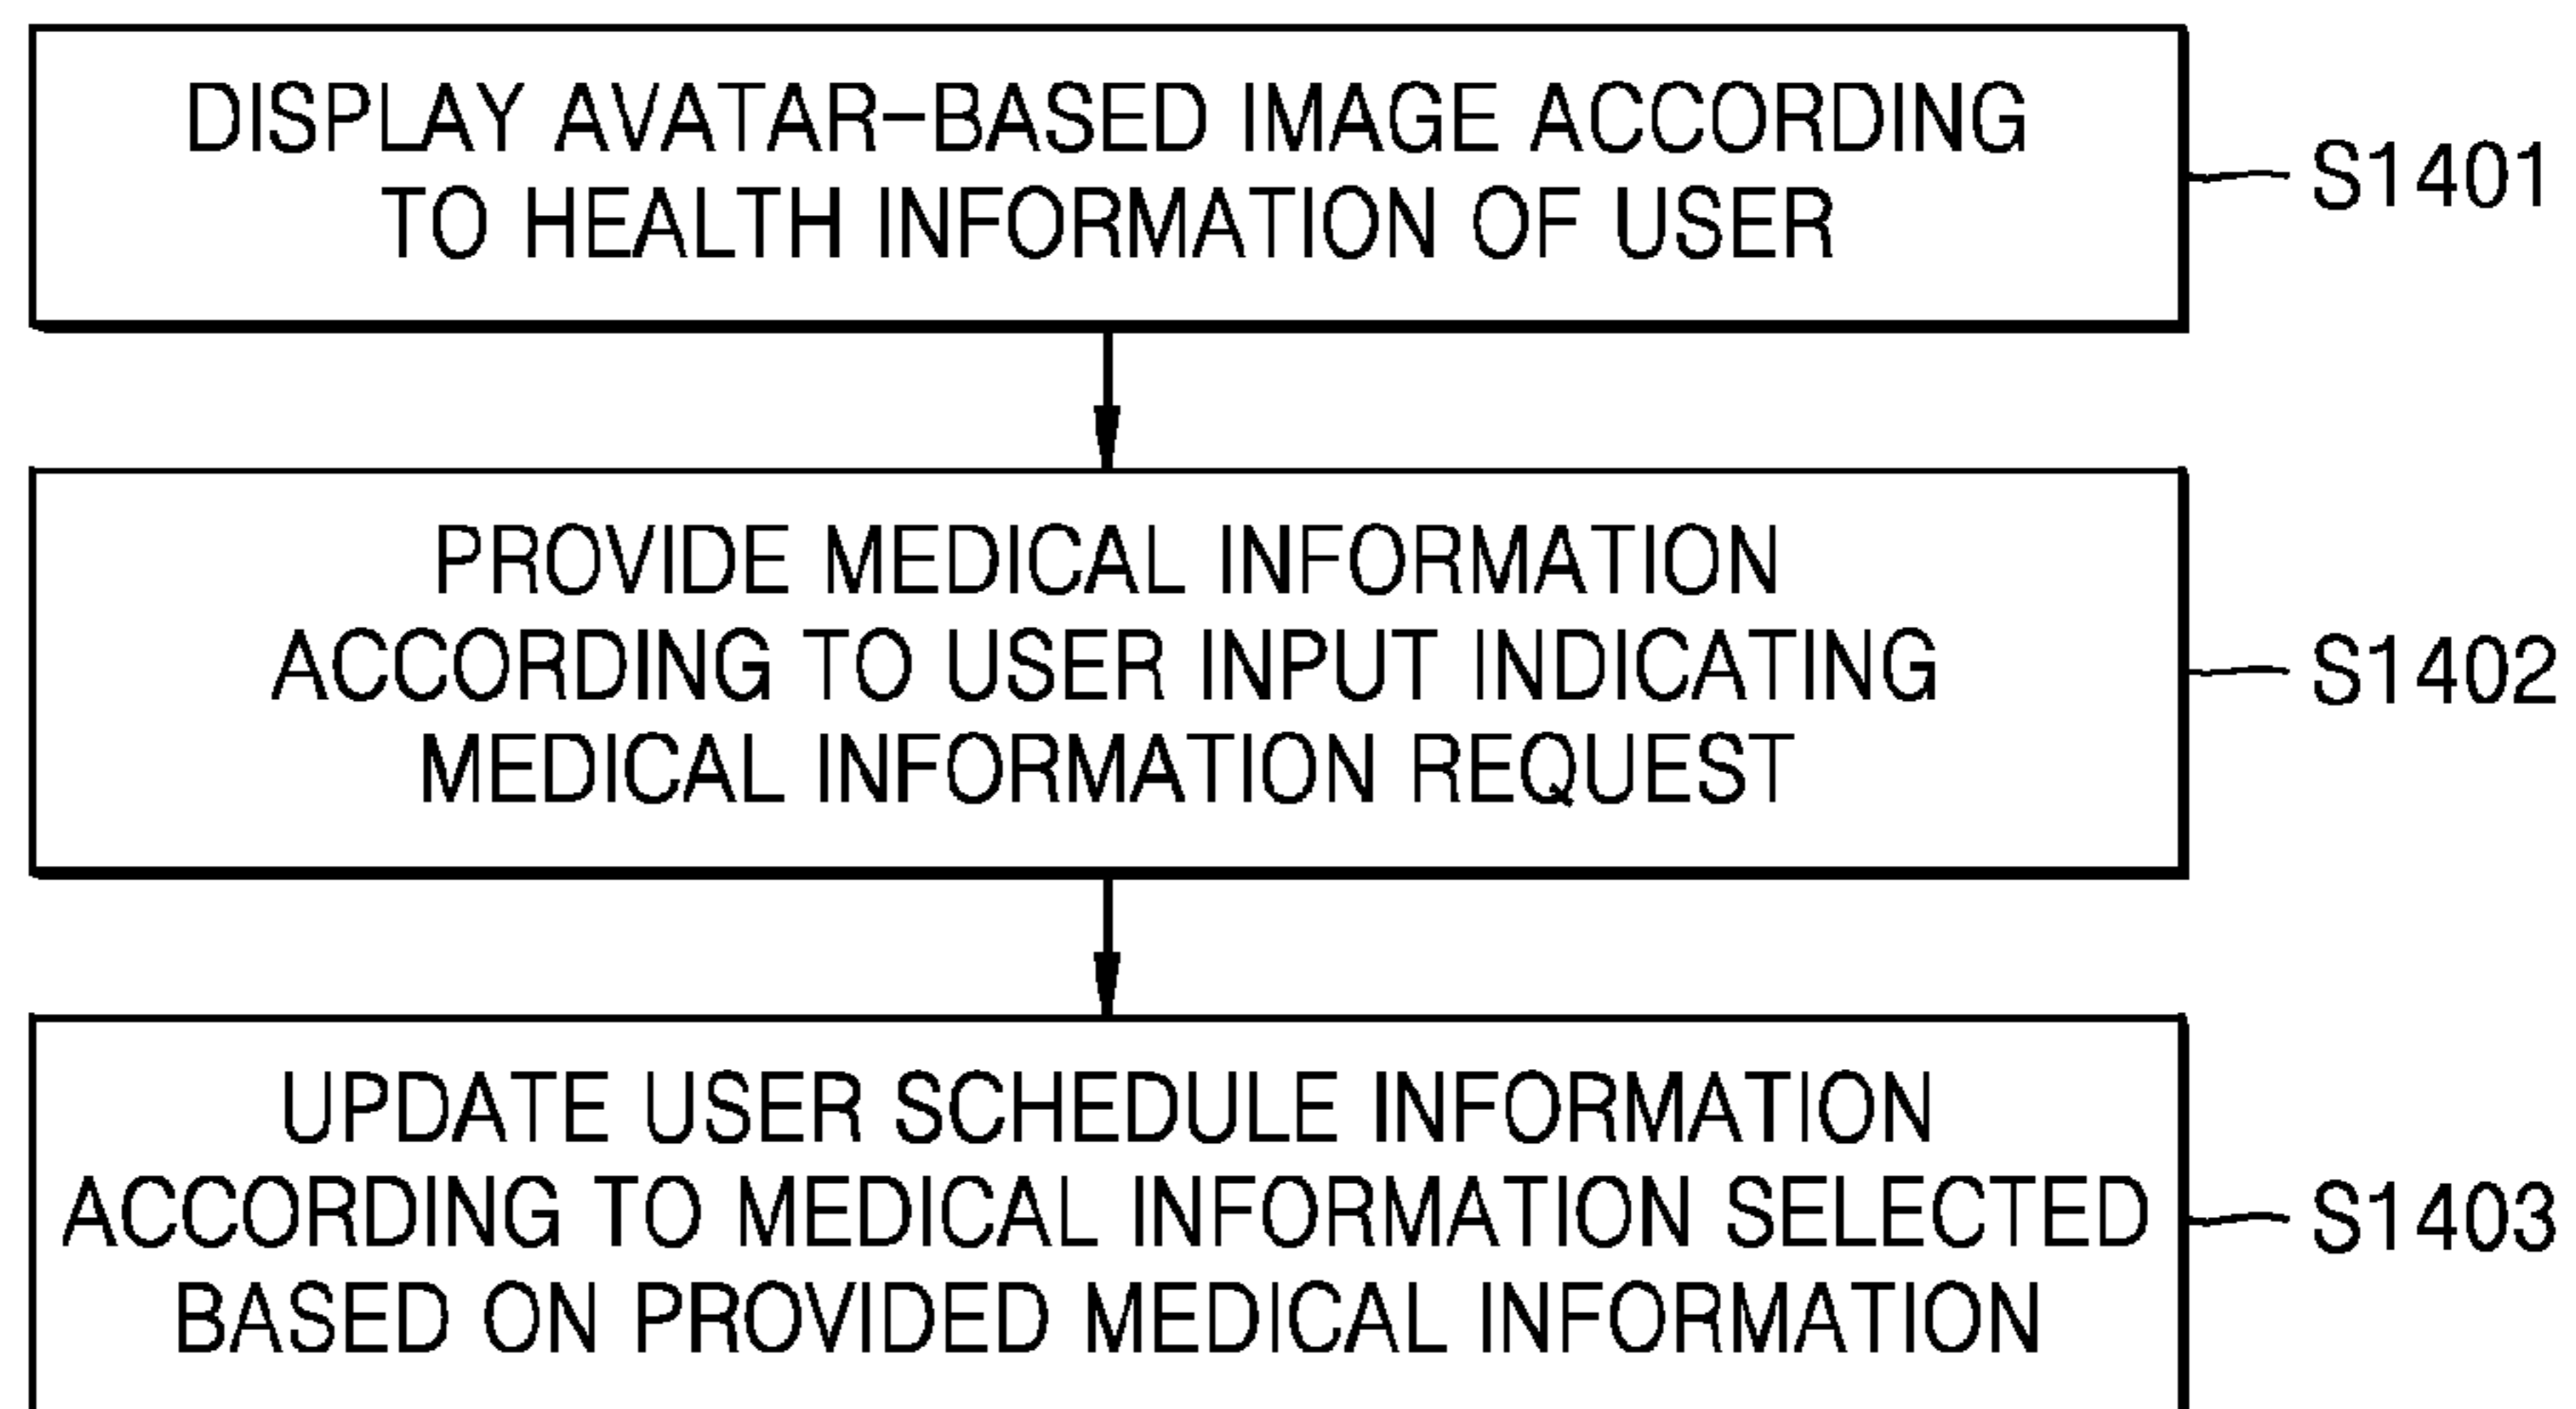 DISPLAY AVATAR-BASED IMAGE ACCORDING
TO HEALTH INFORMATION OF USER
S1401
PROVIDE MEDICAL INFORMATION
ACCORDING TO USER INPUT INDICATING
MEDICAL INFORMATION REQUEST
S1402
UPDATE USER SCHEDULE INFORMATION
ACCORDING TO MEDICAL INFORMATION SELECTED
BASED ON PROVIDED MEDICAL INFORMATION
S1403